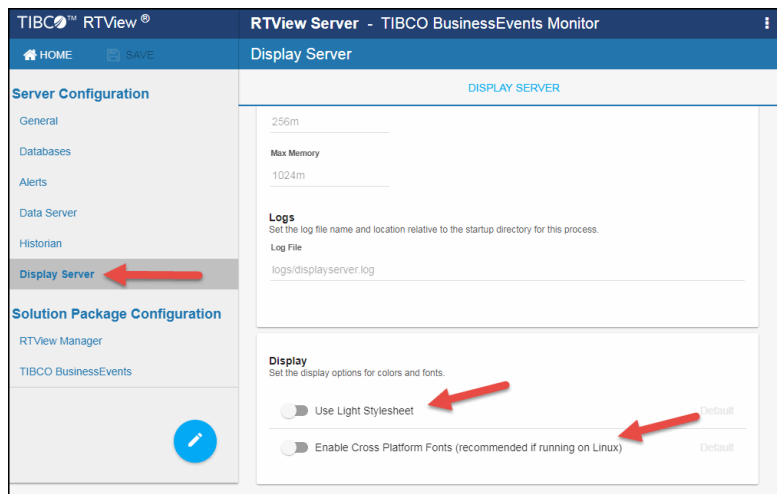 TIBCO™ RTView ®
RTView Server - TIBCO BusinessEvents Monitor
HOME
SAVE
Display Server
Server Configuration
General
Databases
Alerts
Data Server
Historian
Display Server
Solution Package Configuration
RTView Manager
TIBCO BusinessEvents
DISPLAY SERVER
256m
Max Memory
1024m
Logs
Set the log file name and location relative to the startup directory for this process.
Log File
logs/displayserver.log
Display
Set the display options for colors and fonts.
Use Light Stylesheet
Default
Enable Cross Platform Fonts (recommended if running on Linux)
Default